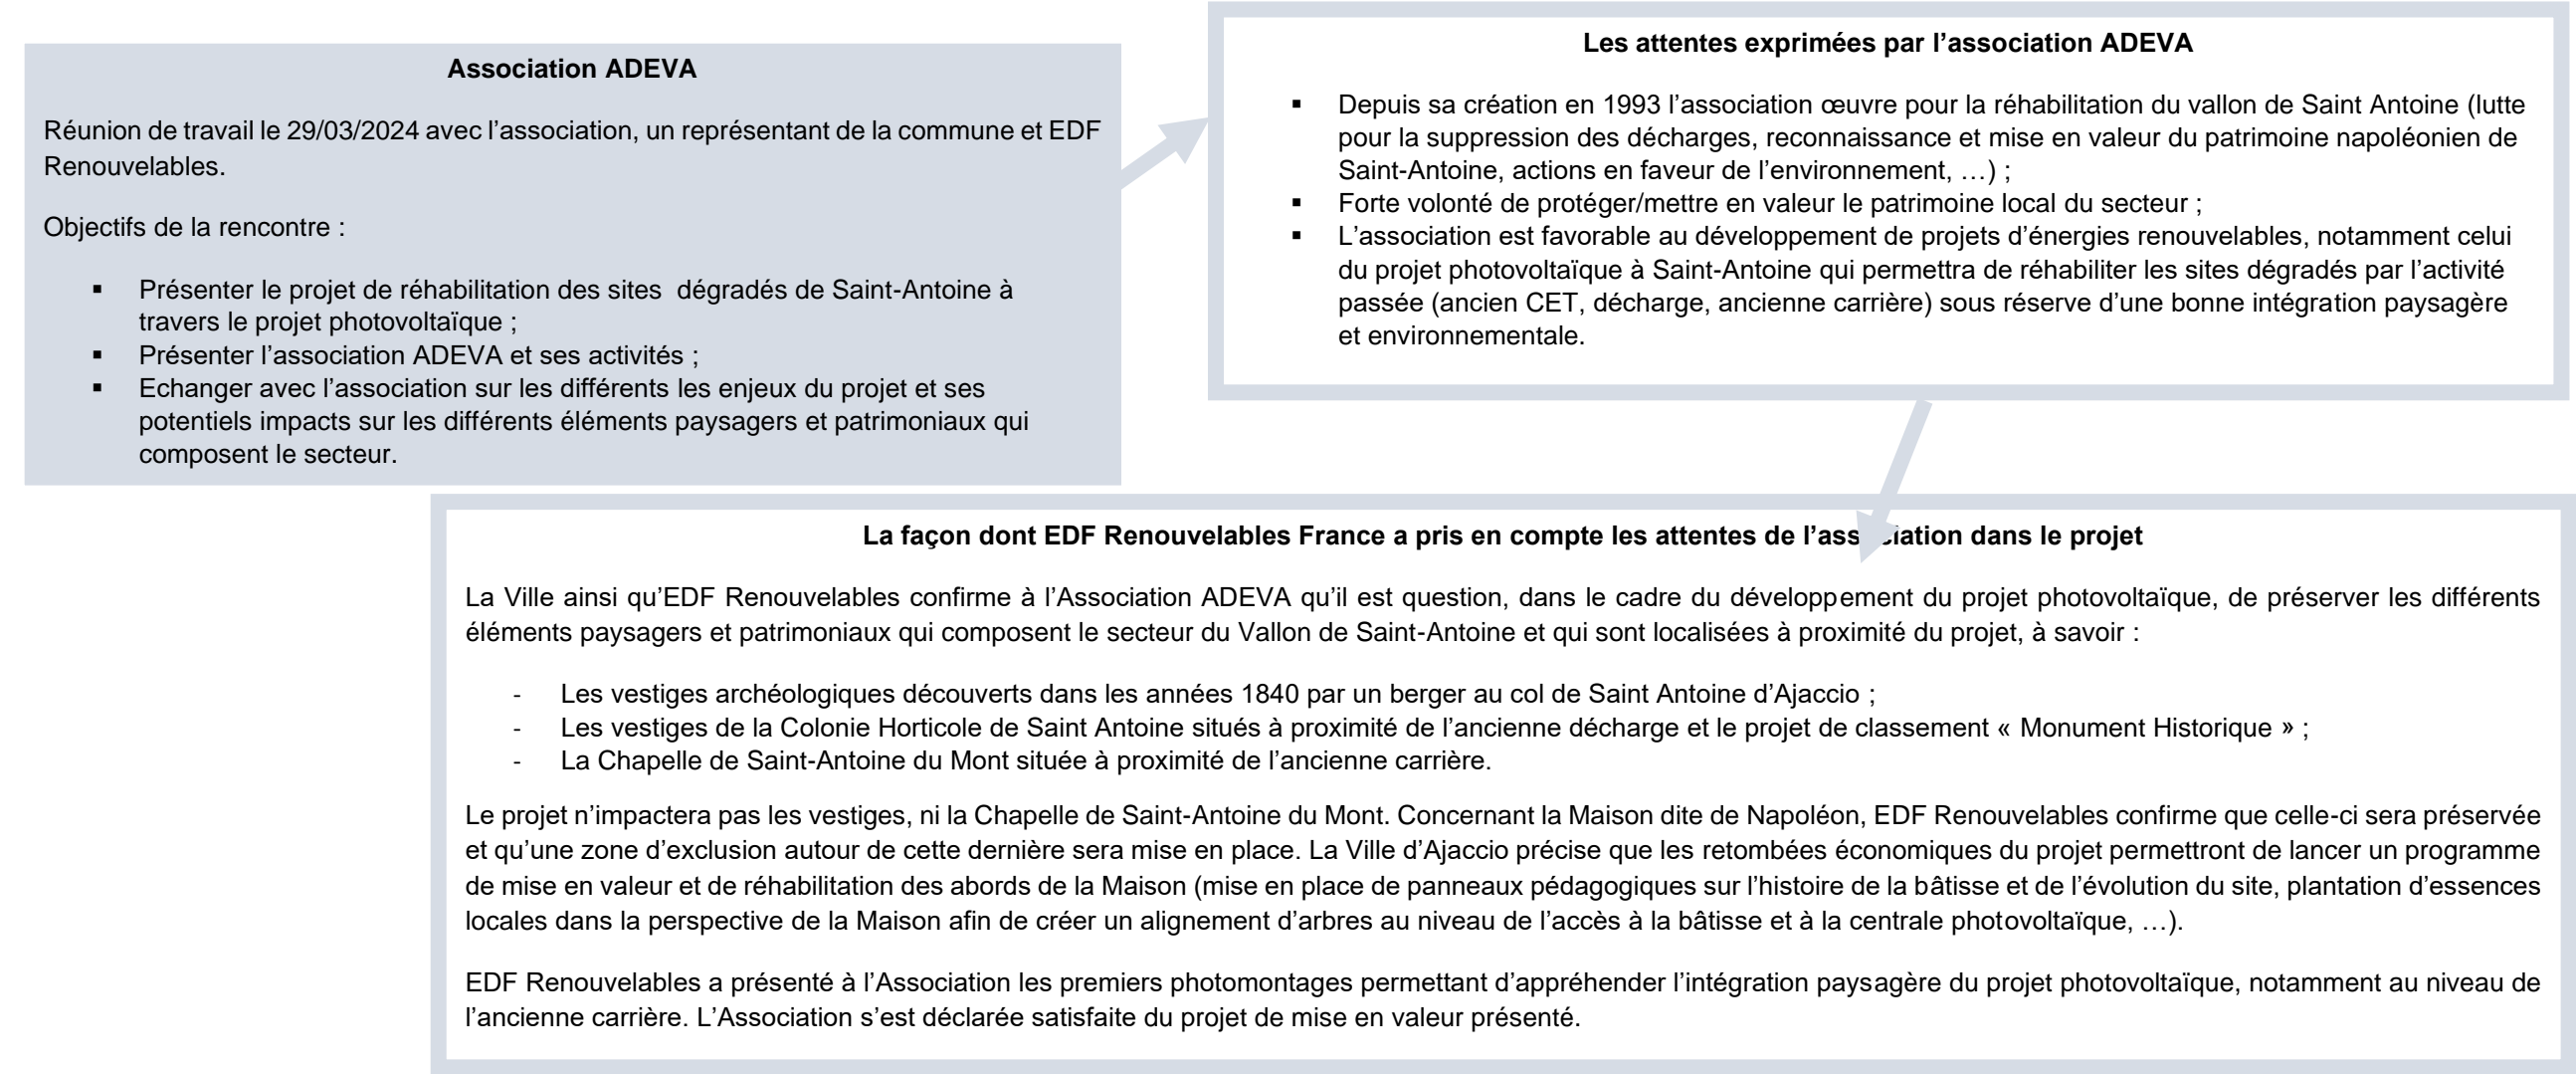 Association ADEVA
Réunion de travail le 29/03/2024 avec l’association, un représentant de la commune et EDF
Renouvelables.
Objectifs de la rencontre :
▪ Présenter le projet de réhabilitation des sites dégradés de Saint-Antoine à
travers le projet photovoltaïque ;
▪ Présenter l’association ADEVA et ses activités ;
▪ Echanger avec l’association sur les différents les enjeux du projet et ses
potentiels impacts sur les différents éléments paysagers et patrimoniaux qui
composent le secteur.
Les attentes exprimées par l’association ADEVA
▪ Depuis sa création en 1993 l’association œuvre pour la réhabilitation du vallon de Saint Antoine (lutte
pour la suppression des décharges, reconnaissance et mise en valeur du patrimoine napoléonien de
Saint-Antoine, actions en faveur de l’environnement, …) ;
▪ Forte volonté de protéger/mettre en valeur le patrimoine local du secteur ;
▪ L’association est favorable au développement de projets d’énergies renouvelables, notamment celui
du projet photovoltaïque à Saint-Antoine qui permettra de réhabiliter les sites dégradés par l’activité
passée (ancien CET, décharge, ancienne carrière) sous réserve d’une bonne intégration paysagère
et environnementale.
La façon dont EDF Renouvelables France a pris en compte les attentes de l’association dans le projet
La Ville ainsi qu’EDF Renouvelables confirme à l’Association ADEVA qu’il est question, dans le cadre du développement du projet photovoltaïque, de préserver les différents
éléments paysagers et patrimoniaux qui composent le secteur du Vallon de Saint-Antoine et qui sont localisées à proximité du projet, à savoir :
- Les vestiges archéologiques découverts dans les années 1840 par un berger au col de Saint Antoine d’Ajaccio ;
- Les vestiges de la Colonie Horticole de Saint Antoine situés à proximité de l’ancienne décharge et le projet de classement « Monument Historique » ;
- La Chapelle de Saint-Antoine du Mont située à proximité de l’ancienne carrière.
Le projet n’impactera pas les vestiges, ni la Chapelle de Saint-Antoine du Mont. Concernant la Maison dite de Napoléon, EDF Renouvelables confirme que celle-ci sera préservée
et qu’une zone d’exclusion autour de cette dernière sera mise en place. La Ville d’Ajaccio précise que les retombées économiques du projet permettront de lancer un programme
de mise en valeur et de réhabilitation des abords de la Maison (mise en place de panneaux pédagogiques sur l’histoire de la bâtisse et de l’évolution du site, plantation d’essences
locales dans la perspective de la Maison afin de créer un alignement d’arbres au niveau de l’accès à la bâtisse et à la centrale photovoltaïque, …).
EDF Renouvelables a présenté à l’Association les premiers photomontages permettant d’appréhender l’intégration paysagère du projet photovoltaïque, notamment au niveau de
l’ancienne carrière. L’Association s’est déclarée satisfaite du projet de mise en valeur présenté.